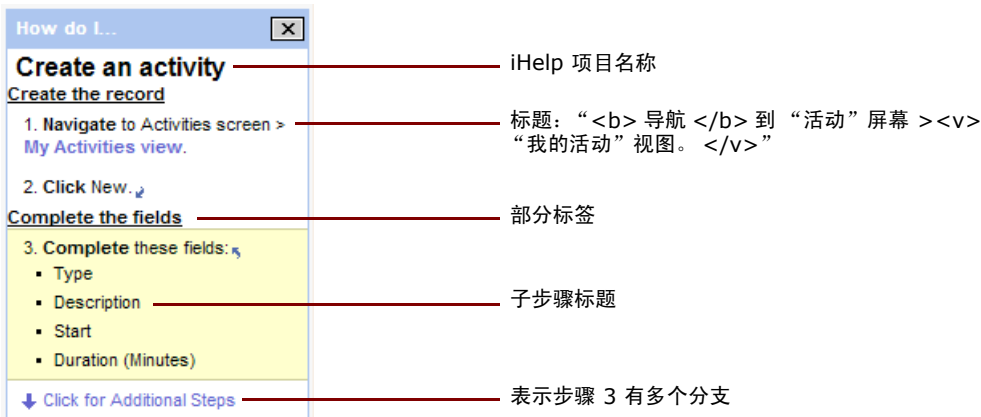 How do I...
Create an activity
iHelp 项目名称
Create the record
1. Navigate to Activities screen >
My Activities view.
标题：“<b> 导航 </b> 到 “活动”屏幕 ><v>
“我的活动”视图。 </v>”
2. Click New.
Complete the fields
部分标签
3. Complete these fields:
▪ Type
▪ Description
子步骤标题
▪ Start
▪ Duration (Minutes)
Click for Additional Steps
表示步骤 3 有多个分支